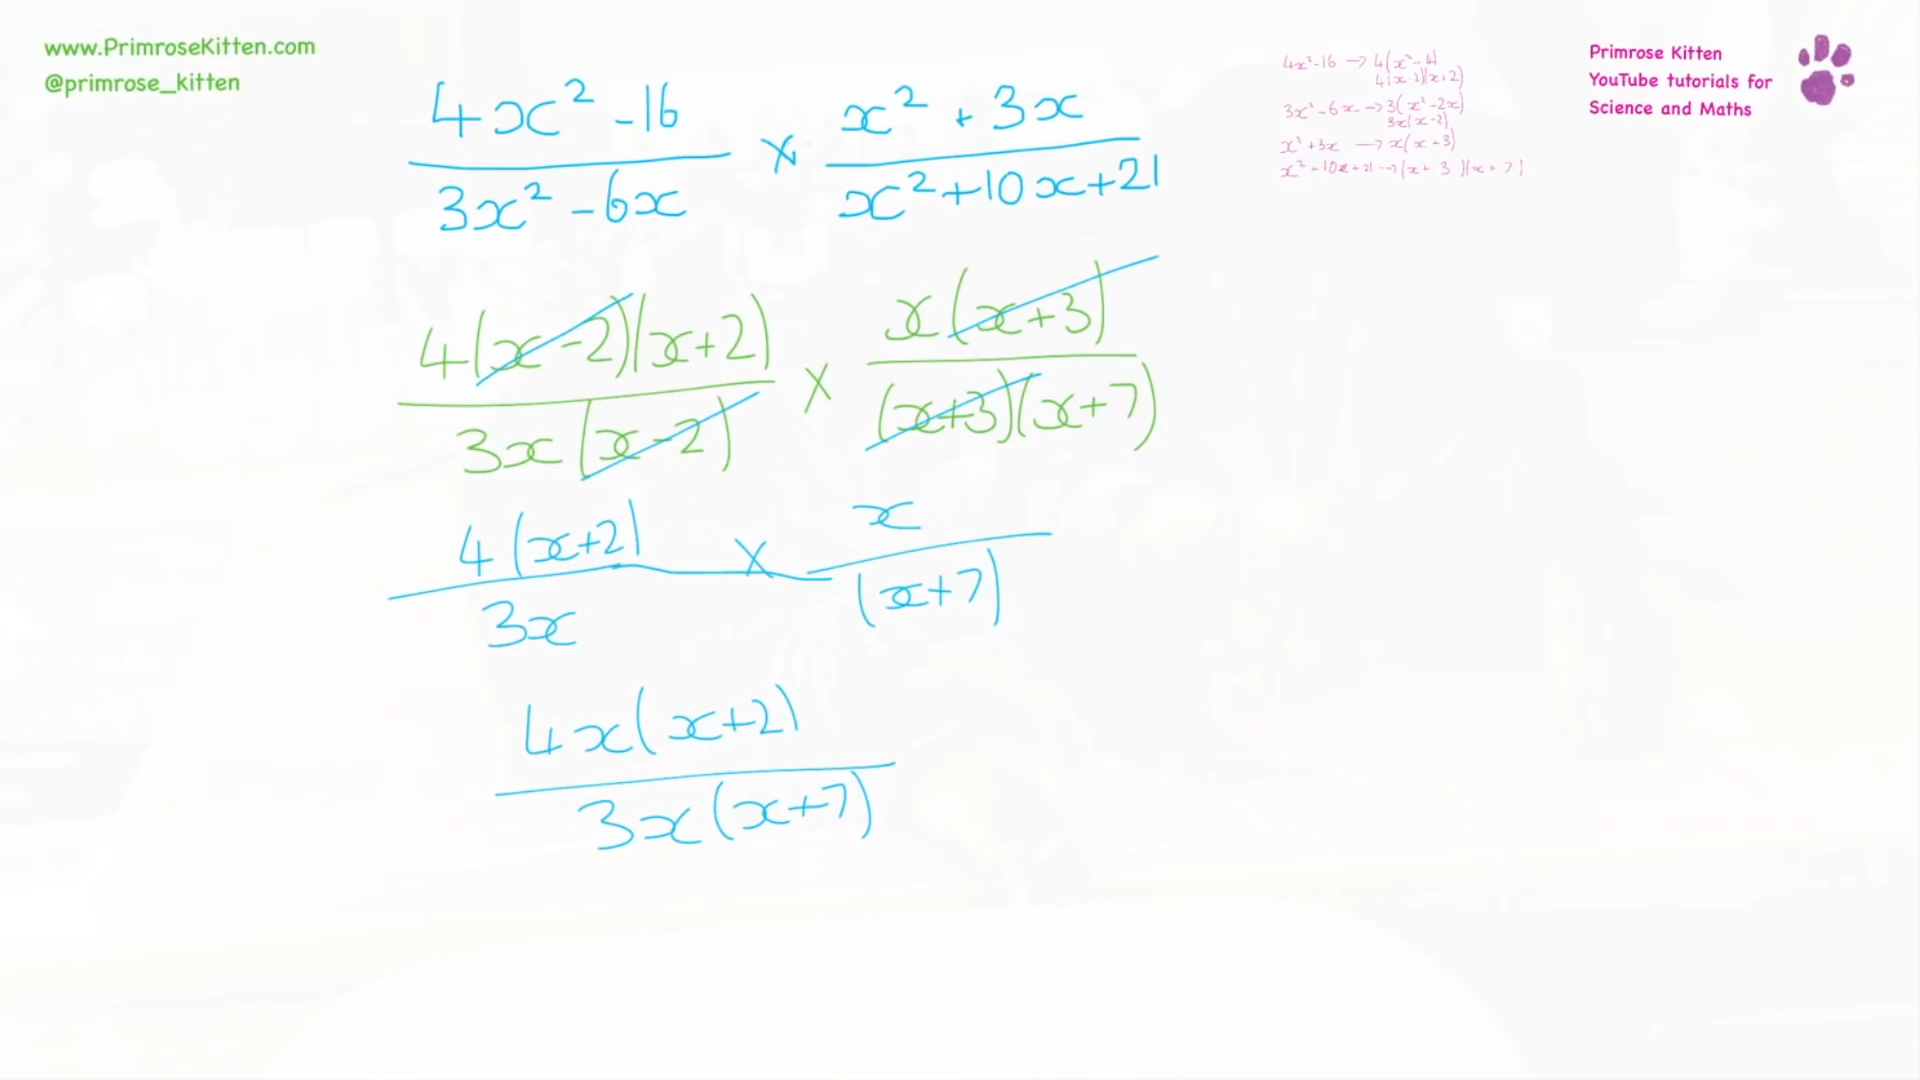 www.PrimroseKitten.com
@primrose_kitten
Primrose Kitten
YouTube tutorials for
Science and Maths
4x²-16 → 4(x²-4)
4(x-2)(x+2)
3x²-6x → 3(x²-2x)
3x(x-2)
x²+3x → x(x+3)
x²+10x+21 → (x+3)(x+7)
4x²-16 × x²+3x
3x²-6x x²+10x+21
4(x-2)(x+2) × x(x+3)
3x(x-2) (x+3)(x+7)
4(x+2) × x
3x (x+7)
4x(x+2)
3x(x+7)